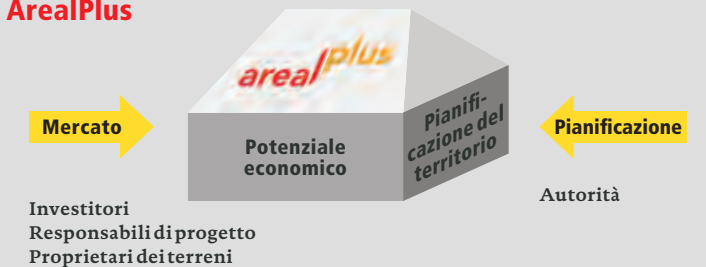 ArealPlus
arealplus
Mercato
Potenziale
economico
Pianifi-
cazione del
territorio
Pianificazione
Investitori
Responsabili di progetto
Proprietari dei terreni
Autorità